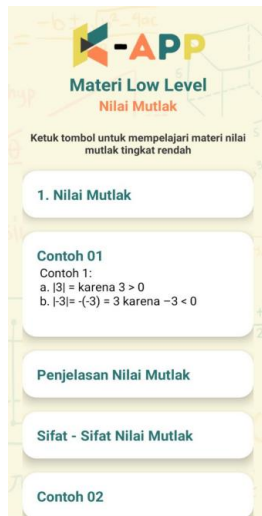 K-APP
Materi Low Level
Nilai Mutlak
Ketuk tombol untuk mempelajari materi nilai
mutlak tingkat rendah
1. Nilai Mutlak
Contoh 01
Contoh 1:
a. |3| = karena 3 > 0
b. |-3|= -(-3) = 3 karena −3 < 0
Penjelasan Nilai Mutlak
Sifat - Sifat Nilai Mutlak
Contoh 02